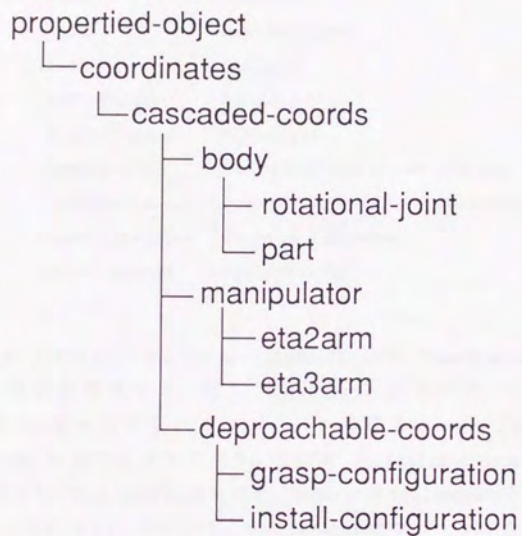 propertied-object
coordinates
cascaded-coords
body
rotational-joint
part
manipulator
eta2arm
eta3arm
deproachable-coords
grasp-configuration
install-configuration